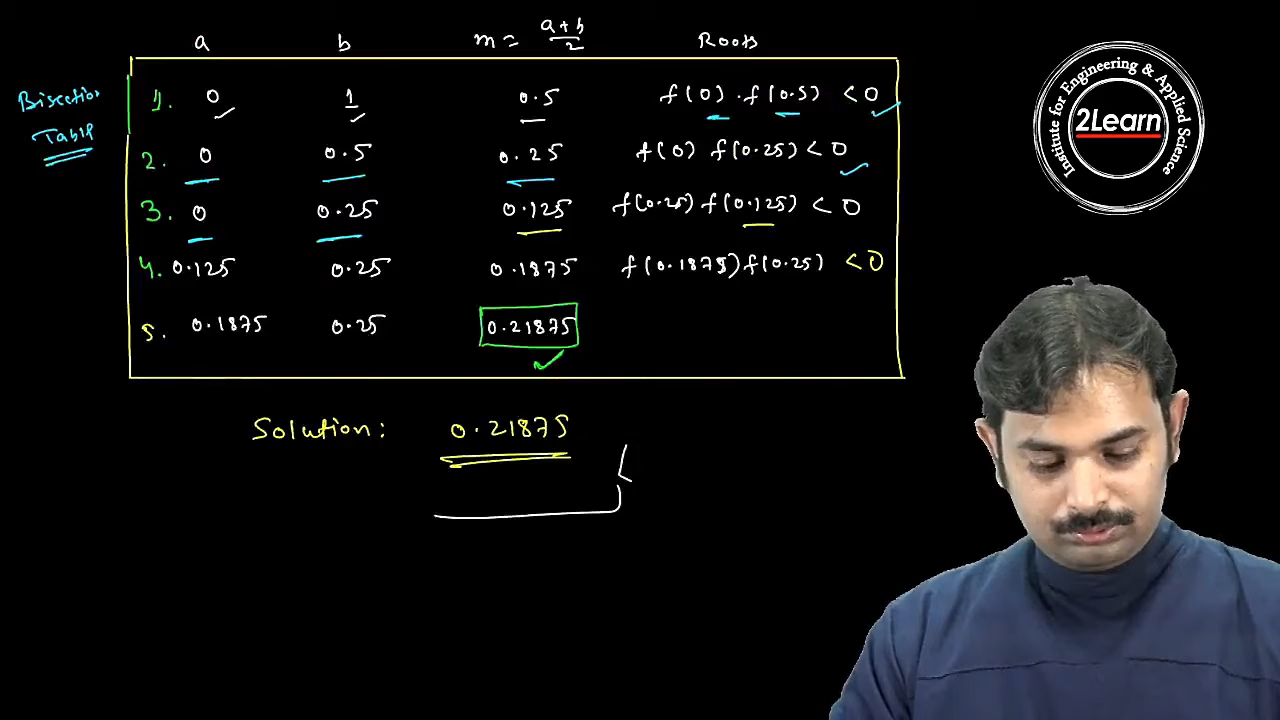 a b m = a+b/2 Roots
Bisection
Table
1. 0 1 0.5 f(0) . f(0.5) < 0
2. 0 0.5 0.25 f(0) f(0.25) < 0
3. 0 0.25 0.125 f(0.25) f(0.125) < 0
4. 0.125 0.25 0.1875 f(0.1875) f(0.25) < 0
5. 0.1875 0.25 0.21875
Solution: 0.21875
Institute for Engineering & Applied Science
2Learn